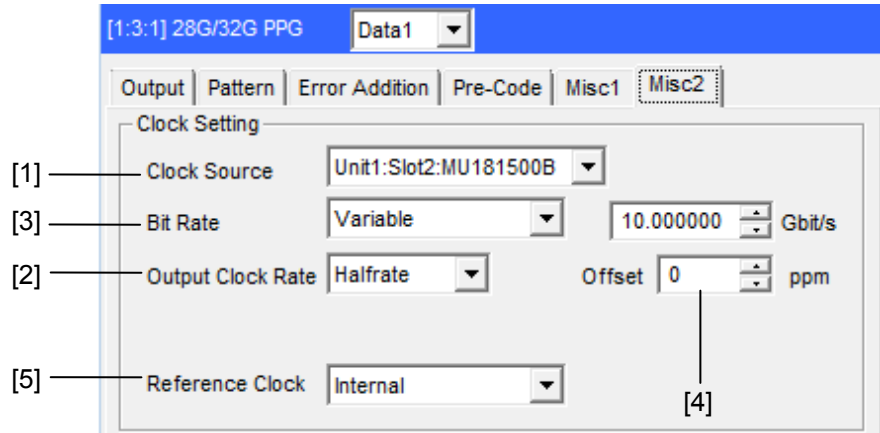 [1:3:1] 28G/32G PPG Data1
Output Pattern Error Addition Pre-Code Misc1 Misc2
Clock Setting
[1] Clock Source Unit1:Slot2:MU181500B
[3] Bit Rate Variable 10.000000 Gbit/s
[2] Output Clock Rate Halfrate Offset 0 ppm
[5] Reference Clock Internal
[4]